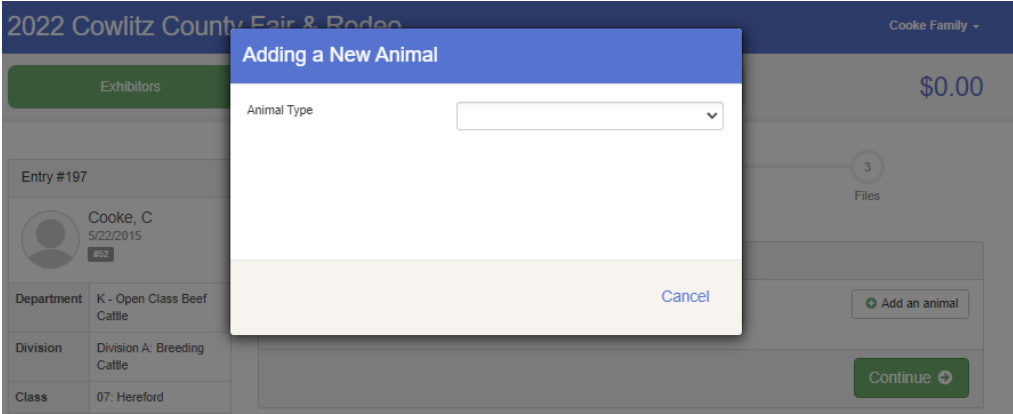 2022 Cowlitz County Fair & Rodeo
Cooke Family
Adding a New Animal
Exhibitors
$0.00
Animal Type
Entry #197
3
Files
Cooke, C
5/22/2015
#52
Cancel
Department
K - Open Class Beef
Cattle
Add an animal
Division
Division A: Breeding
Cattle
Continue
Class
07: Hereford